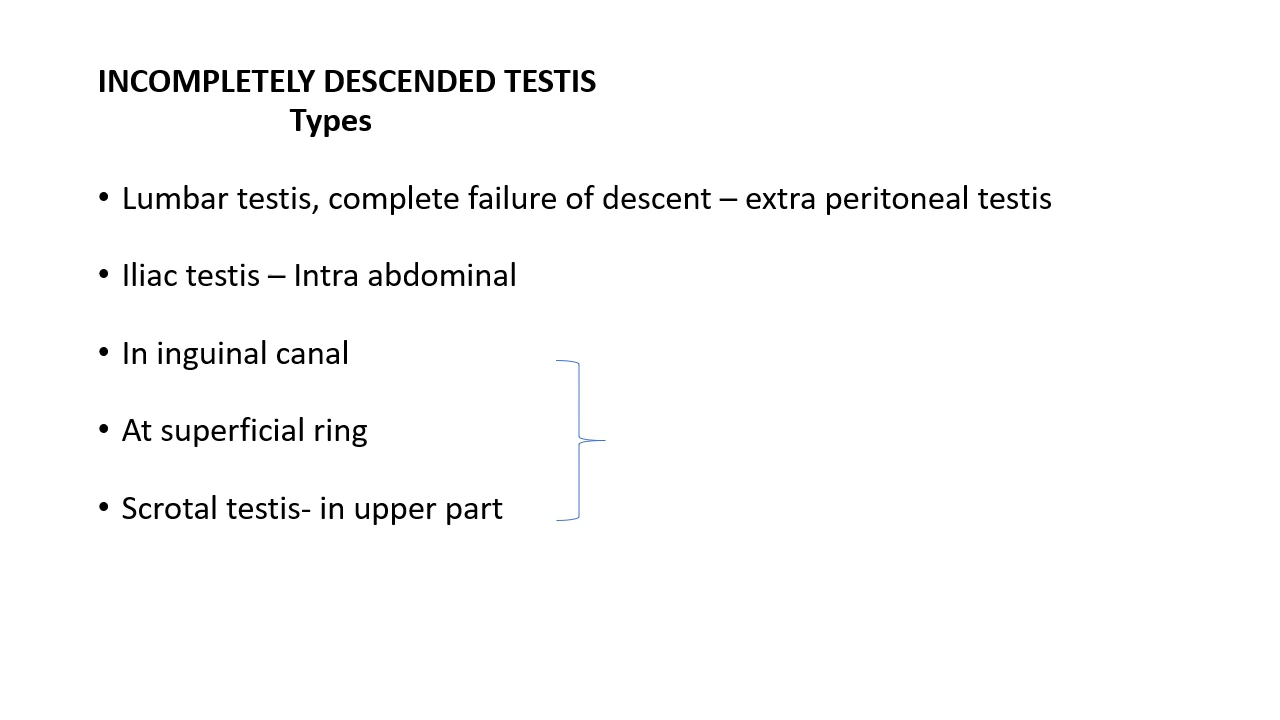 INCOMPLETELY DESCENDED TESTIS
Types
• Lumbar testis, complete failure of descent – extra peritoneal testis
• Iliac testis – Intra abdominal
• In inguinal canal
• At superficial ring
• Scrotal testis- in upper part